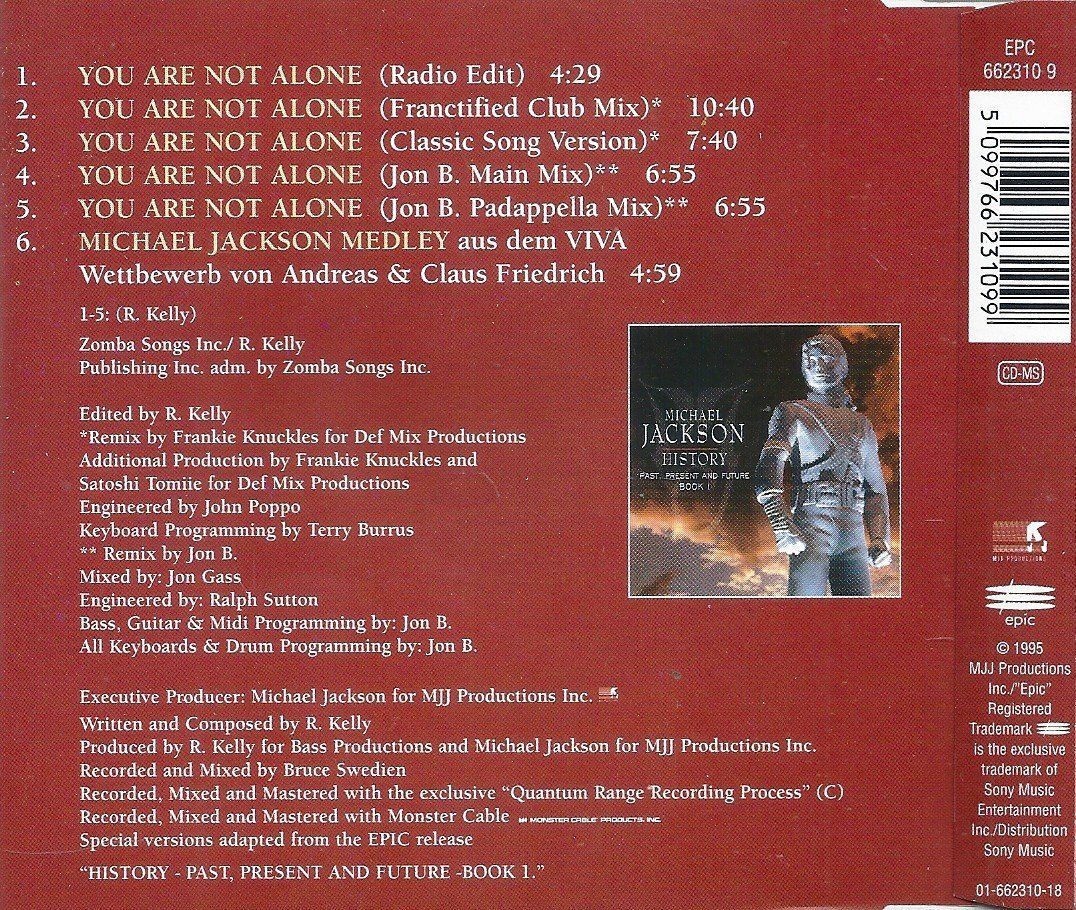 1. YOU ARE NOT ALONE (Radio Edit) 4:29
2. YOU ARE NOT ALONE (Franctified Club Mix)* 10:40
3. YOU ARE NOT ALONE (Classic Song Version)* 7:40
4. YOU ARE NOT ALONE (Jon B. Main Mix)** 6:55
5. YOU ARE NOT ALONE (Jon B. Padappella Mix)** 6:55
6. MICHAEL JACKSON MEDLEY aus dem VIVA
Wettbewerb von Andreas & Claus Friedrich 4:59
1-5: (R. Kelly)
Zomba Songs Inc./ R. Kelly
Publishing Inc. adm. by Zomba Songs Inc.
Edited by R. Kelly
*Remix by Frankie Knuckles for Def Mix Productions
Additional Production by Frankie Knuckles and
Satoshi Tomiie for Def Mix Productions
Engineered by John Poppo
Keyboard Programming by Terry Burrus
** Remix by Jon B.
Mixed by: Jon Gass
Engineered by: Ralph Sutton
Bass, Guitar & Midi Programming by: Jon B.
All Keyboards & Drum Programming by: Jon B.
Executive Producer: Michael Jackson for MJJ Productions Inc.
Written and Composed by R. Kelly
Produced by R. Kelly for Bass Productions and Michael Jackson for MJJ Productions Inc.
Recorded and Mixed by Bruce Swedien
Recorded, Mixed and Mastered with the exclusive “Quantum Range Recording Process” (C)
Recorded, Mixed and Mastered with Monster Cable MONSTER CABLE PRODUCTS, INC.
Special versions adapted from the EPIC release
“HISTORY - PAST, PRESENT AND FUTURE -BOOK 1.”
MICHAEL
JACKSON
HISTORY
PAST, PRESENT AND FUTURE
BOOK I
EPC
662310 9
5 099766 231099
CD-MS
MJJ PRODUCTIONS
epic
© 1995
MJJ Productions
Inc./"Epic"
Registered
Trademark
is the exclusive
trademark of
Sony Music
Entertainment
Inc./Distribution
Sony Music
01-662310-18